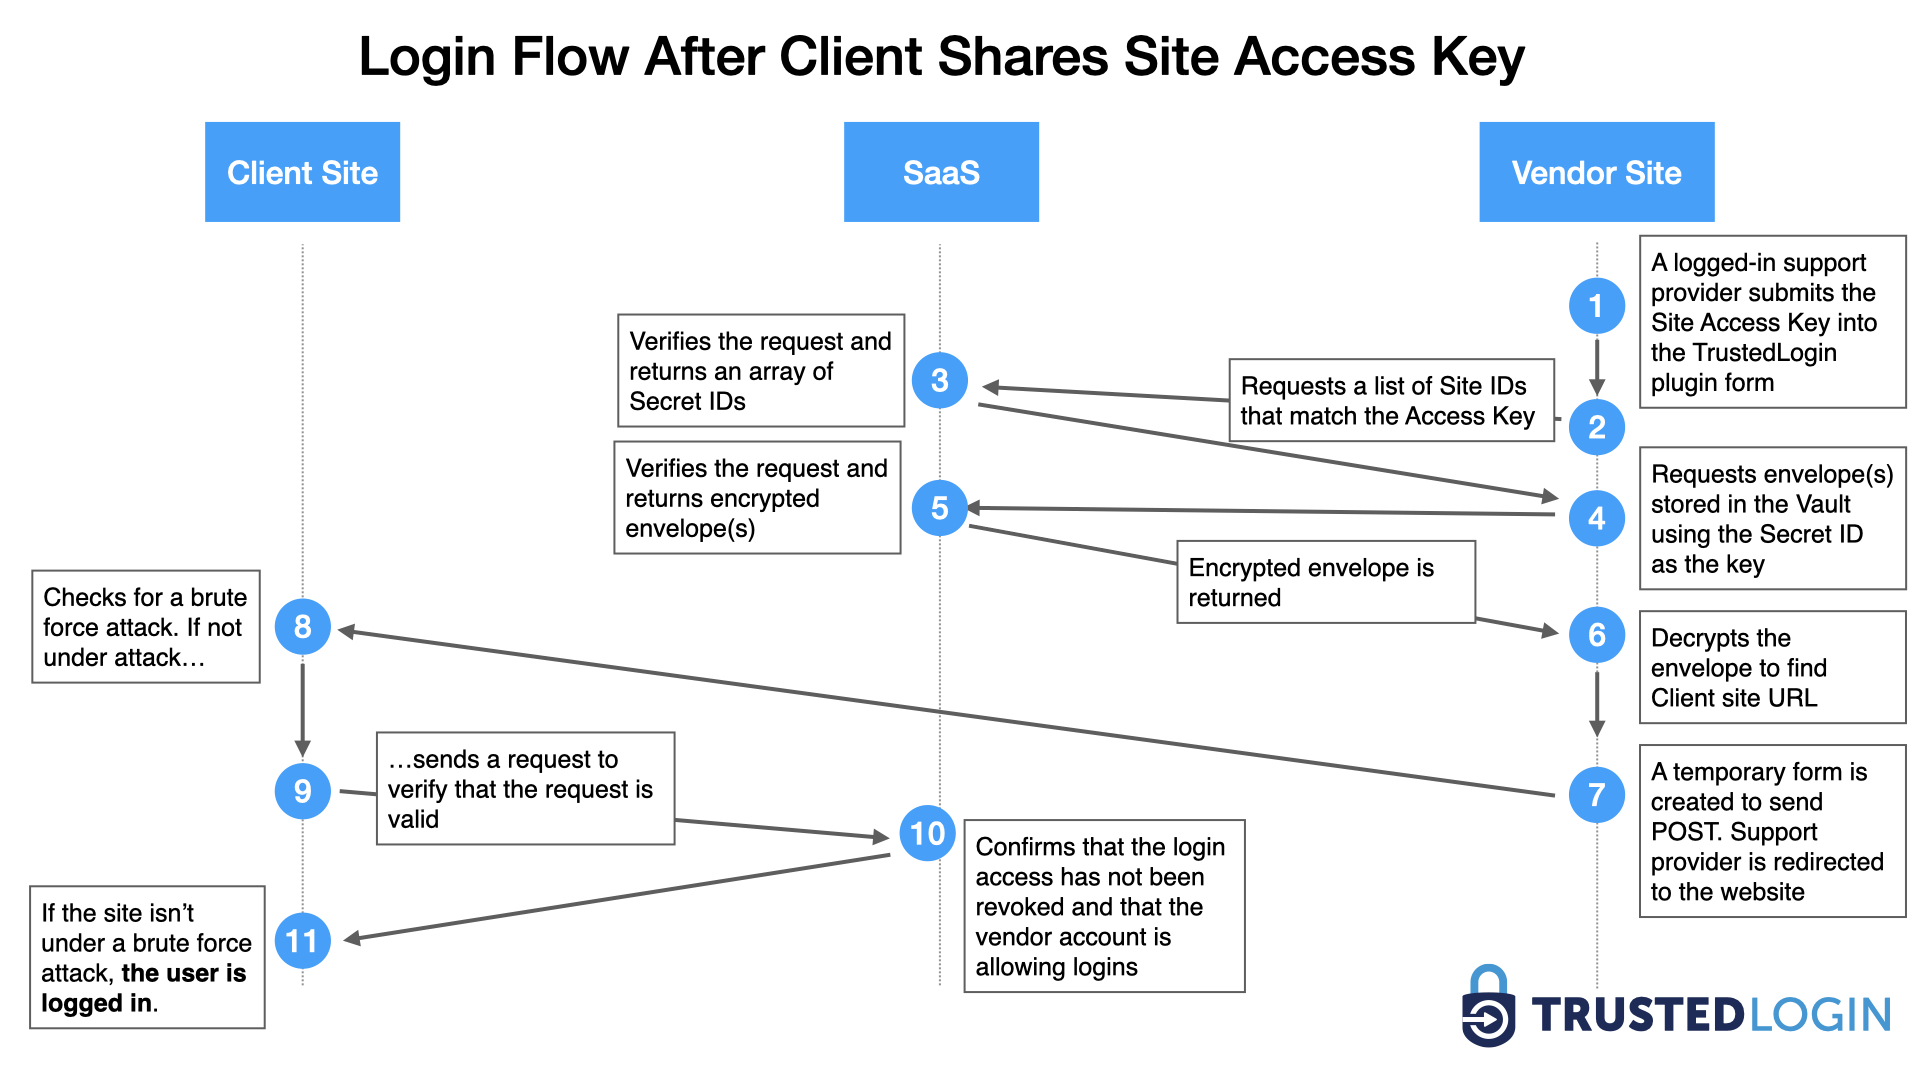 Login Flow After Client Shares Site Access Key
Client Site
SaaS
Vendor Site
1
A logged-in support
provider submits the
Site Access Key into
the TrustedLogin
plugin form
2
Requests a list of Site IDs
that match the Access Key
3
Verifies the request and
returns an array of
Secret IDs
4
Requests envelope(s)
stored in the Vault
using the Secret ID
as the key
5
Verifies the request and
returns encrypted
envelope(s)
Encrypted envelope is
returned
6
Decrypts the
envelope to find
Client site URL
7
A temporary form is
created to send
POST. Support
provider is redirected
to the website
8
Checks for a brute
force attack. If not
under attack…
9
…sends a request to
verify that the request is
valid
10
Confirms that the login
access has not been
revoked and that the
vendor account is
allowing logins
11
If the site isn’t
under a brute force
attack, the user is
logged in.
TRUSTEDLOGIN